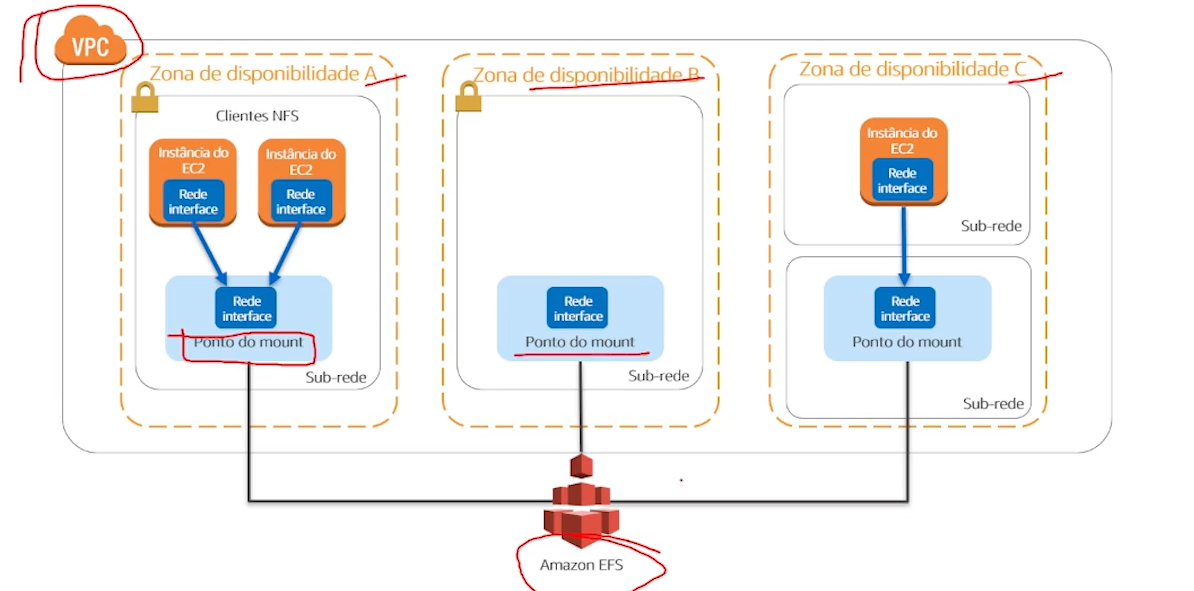 VPC
Zona de disponibilidade A
Zona de disponibilidade B
Zona de disponibilidade C
Clientes NFS
Instância do
EC2
Rede
interface
Instância do
EC2
Rede
interface
Rede
interface
Ponto do mount
Sub-rede
Rede
interface
Ponto do mount
Sub-rede
Instância do
EC2
Rede
interface
Sub-rede
Rede
interface
Ponto do mount
Sub-rede
Amazon EFS